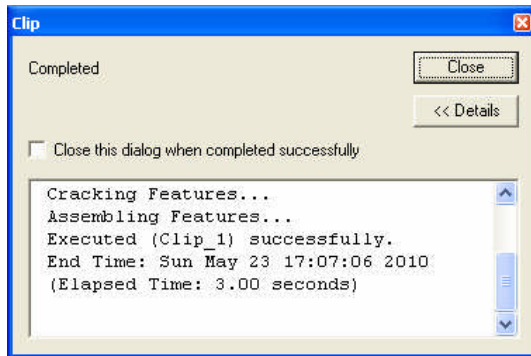 Clip
Completed
Close
<< Details
Close this dialog when completed successfully
Cracking Features...
Assembling Features...
Executed (Clip_1) successfully.
End Time: Sun May 23 17:07:06 2010
(Elapsed Time: 3.00 seconds)